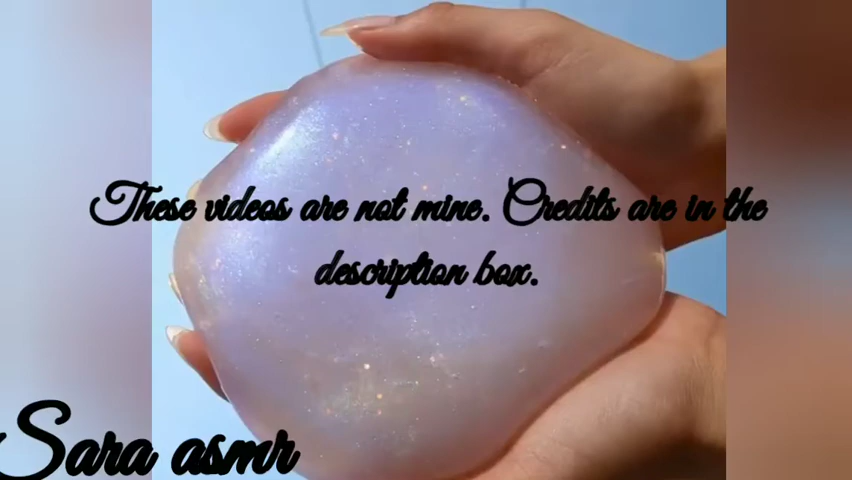 These videos are not mine. Credits are in the
description box.
Sara asmr